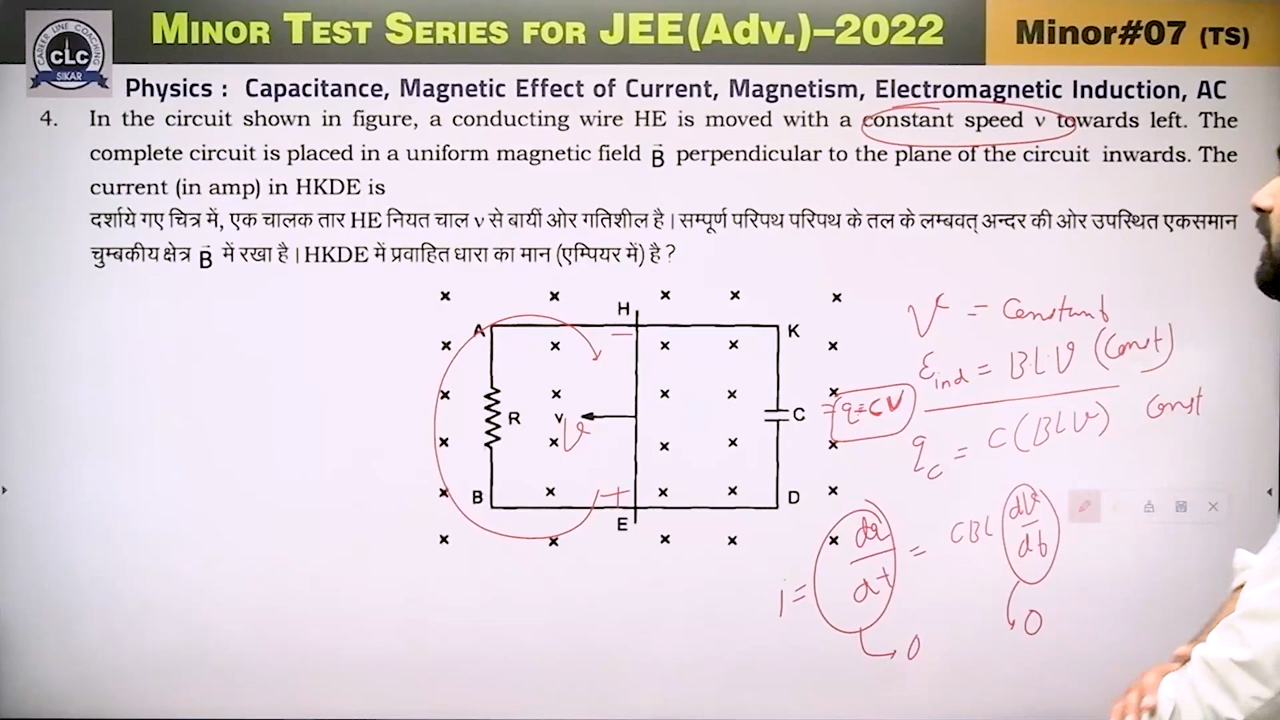 MINOR TEST SERIES FOR JEE(Adv.)–2022
Minor#07 (TS)
CAREER LINE COACHING
CLC
SIKAR
Physics : Capacitance, Magnetic Effect of Current, Magnetism, Electromagnetic Induction, AC
4. In the circuit shown in figure, a conducting wire HE is moved with a constant speed v towards left. The
complete circuit is placed in a uniform magnetic field B⃗ perpendicular to the plane of the circuit inwards. The
current (in amp) in HKDE is
दर्शाये गए चित्र में, एक चालक तार HE नियत चाल v से बायीं ओर गतिशील है। सम्पूर्ण परिपथ परिपथ के तल के लम्बवत् अन्दर की ओर उपस्थित एकसमान
चुम्बकीय क्षेत्र B⃗ में रखा है। HKDE में प्रवाहित धारा का मान (एम्पियर में) है ?
H
A
K
R
v
v
C
= q=CV
B
D
E
−
+
v = Constant
ε ind = BLV (Const)
q c = C(BLV) Const
i = dq/dt = CBL dv/dt
0
0